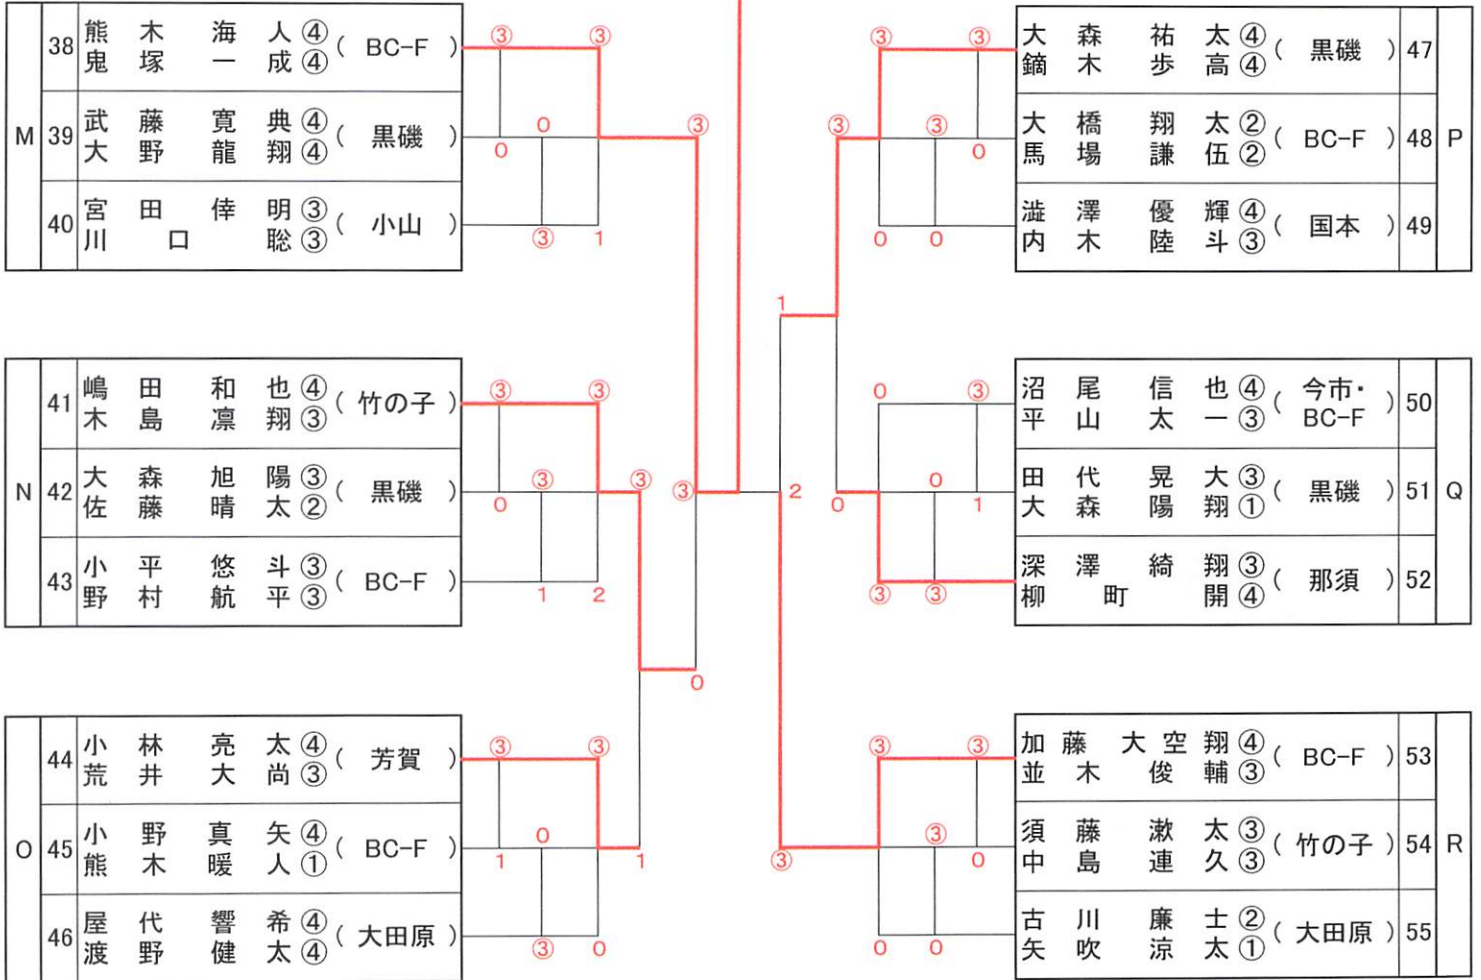 M
38 熊木海人④ (BC-F)
鬼塚一成④
39 武藤寛典④ (黒磯)
大野龍翔④
40 宮田倖明③ (小山)
川口聡③
③ ③
0 0
③ 1
③
N
41 嶋田和也④ (竹の子)
木島凛翔③
42 大森旭陽③ (黒磯)
佐藤晴太②
43 小平悠斗③ (BC-F)
野村航平③
③ ③
0 ③
1 2
③ ③
0
O
44 小林亮太④ (芳賀)
荒井大尚③
45 小野真矢④ (BC-F)
熊木暖人①
46 屋代響希④ (大田原)
渡野健太④
③ ③
1 0
③ 0
1
大森祐太④ (黒磯) 47
鏑木歩高④
大橋翔太② (BC-F) 48
馬場謙伍②
澁澤優輝④ (国本) 49
内木陸斗③
P
③ ③
③ 0
0 0
③
1
沼尾信也④ (今市・BC-F) 50
平山太一③
田代晃大③ (黒磯) 51
大森陽翔①
深澤綺翔③ (那須) 52
柳町開④
Q
0 ③
0 1
③ ③
0
2
加藤大空翔④ (BC-F) 53
並木俊輔③
須藤漱太③ (竹の子) 54
中島連久③
古川廉士② (大田原) 55
矢吹涼太①
R
③ ③
③ 0
0 0
③